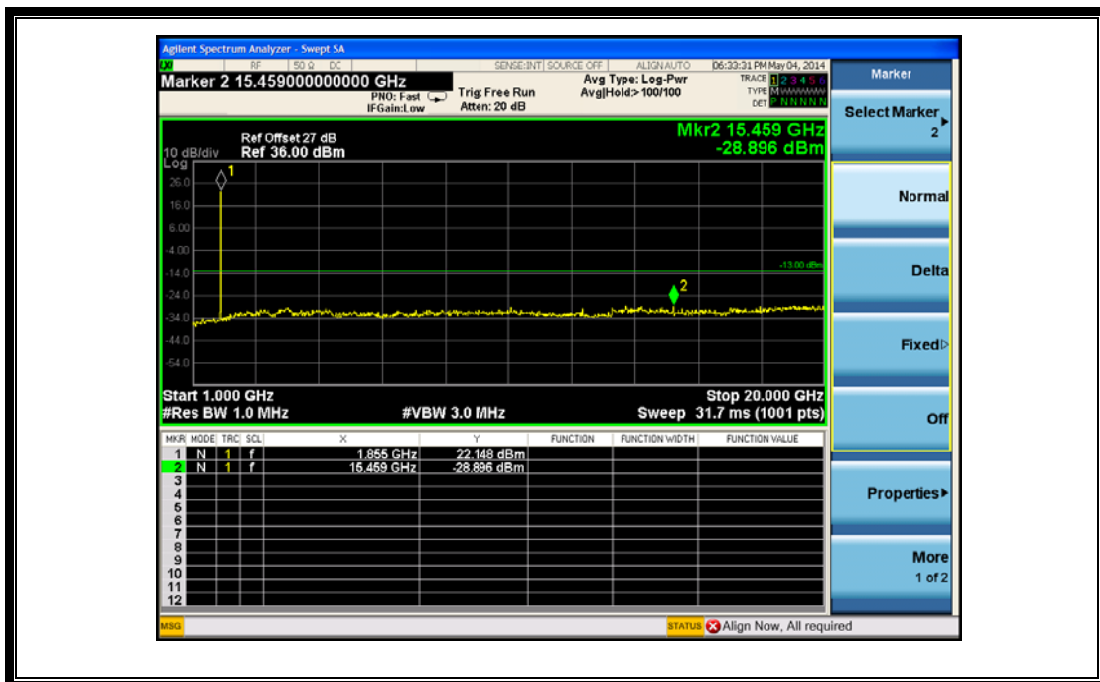 Agilent Spectrum Analyzer - Swept SA
LXI RF 50 Ω DC SENSE:INT SOURCE OFF ALIGNAUTO 06:33:31 PM May 04, 2014
Marker 2 15.459000000000 GHz
PNO: Fast
IFGain:Low
Trig: Free Run
Atten: 20 dB
Avg Type: Log-Pwr
Avg|Hold:> 100/100
TRACE 1 2 3 4 5 6
TYPE M W W W W W
DET P N N N N N
Mkr2 15.459 GHz
-28.896 dBm
Ref Offset 27 dB
10 dB/div Ref 36.00 dBm
Log
26.0
16.0
6.00
-4.00
-14.0
-24.0
-34.0
-44.0
-54.0
1
2
-13.00 dBm
Start 1.000 GHz Stop 20.000 GHz
#Res BW 1.0 MHz #VBW 3.0 MHz Sweep 31.7 ms (1001 pts)
MKR MODE TRC SCL X Y FUNCTION FUNCTION WIDTH FUNCTION VALUE
1 N 1 f 1.855 GHz 22.148 dBm
2 N 1 f 15.459 GHz -28.896 dBm
3
4
5
6
7
8
9
10
11
12
MSG STATUS Align Now, All required
Marker
Select Marker
2
Normal
Delta
Fixed
Off
Properties
More
1 of 2